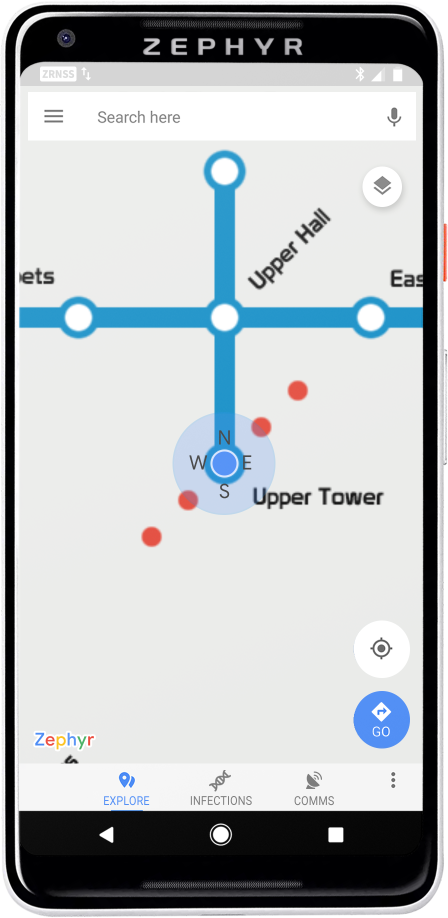 ZEPHYR
ZRNSS
Search here
Upper Hall
ets
Eas
N
W E
S
Upper Tower
GO
Zephyr
EXPLORE INFECTIONS COMMS